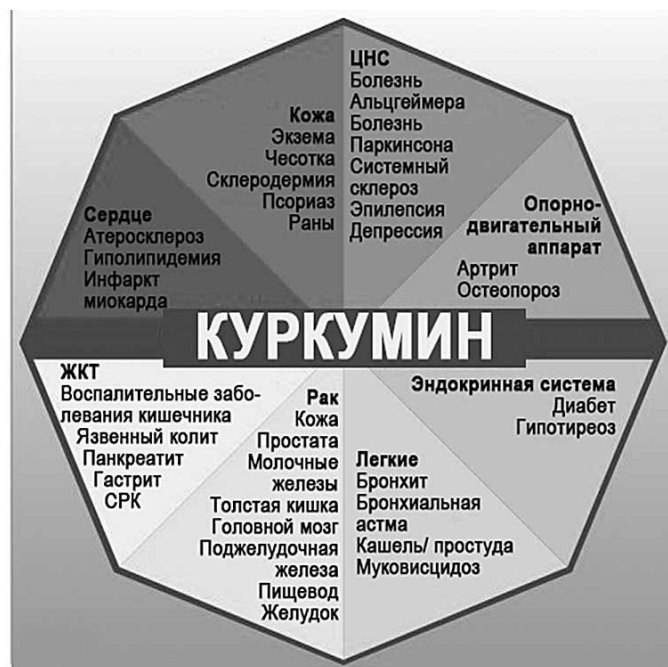 ЦНС
Болезнь
Альцгеймера
Болезнь
Паркинсона
Системный
склероз
Эпилепсия
Депрессия
Кожа
Экзема
Чесотка
Склеродермия
Псориаз
Раны
Опорно-
двигательный
аппарат
Артрит
Остеопороз
Сердце
Атеросклероз
Гиполипидемия
Инфаркт
миокарда
КУРКУМИН
ЖКТ
Воспалительные забо-
левания кишечника
Язвенный колит
Панкреатит
Гастрит
СРК
Рак
Кожа
Простата
Молочные
железы
Толстая кишка
Головной мозг
Поджелудочная
железа
Пищевод
Желудок
Легкие
Бронхит
Бронхиальная
астма
Кашель/ простуда
Муковисцидоз
Эндокринная система
Диабет
Гипотиреоз